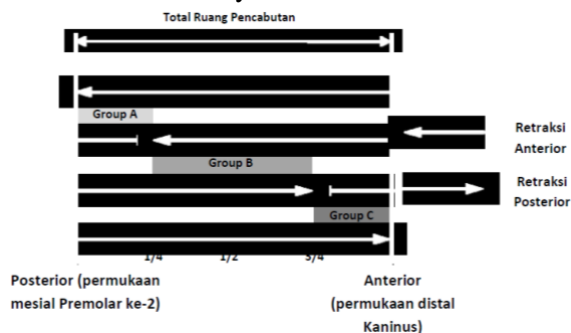 Total Ruang Pencabutan
Group A
Retraksi
Anterior
Group B
Retraksi
Posterior
Group C
1/4 1/2 3/4
Posterior (permukaan
mesial Premolar ke-2)
Anterior
(permukaan distal
Kaninus)